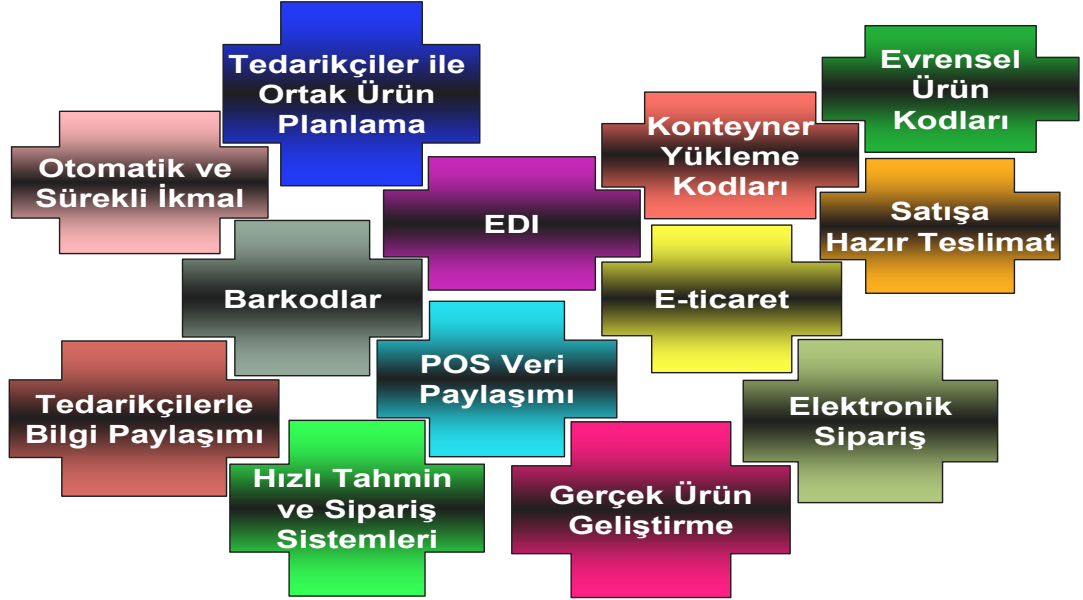 Tedarikçiler ile
Ortak Ürün
Planlama
Evrensel
Ürün
Kodları
Konteyner
Yükleme
Kodları
Otomatik ve
Sürekli İkmal
EDI
Satışa
Hazır Teslimat
Barkodlar
E-ticaret
POS Veri
Paylaşımı
Tedarikçilerle
Bilgi Paylaşımı
Elektronik
Sipariş
Hızlı Tahmin
ve Sipariş
Sistemleri
Gerçek Ürün
Geliştirme